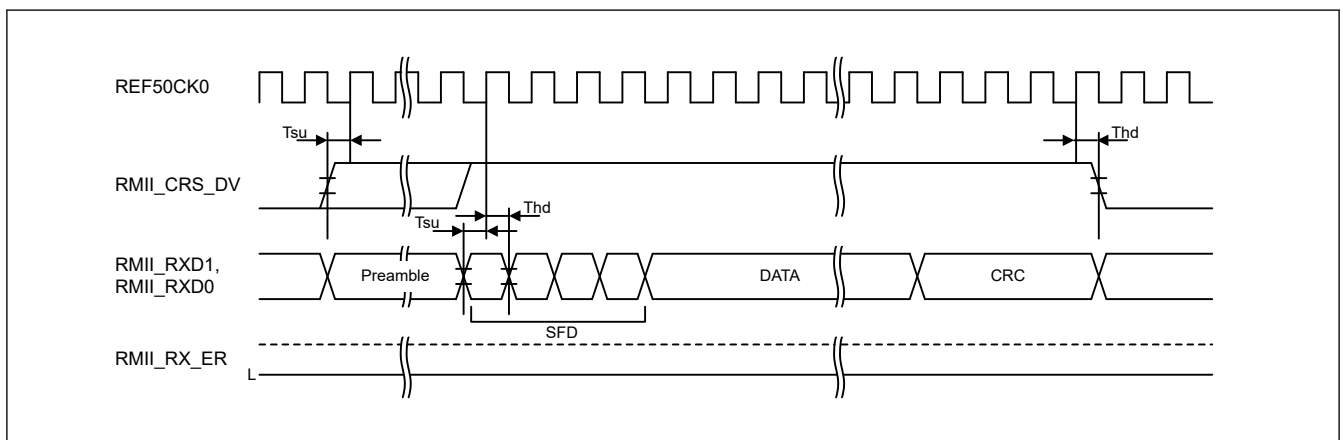 REF50CK0
Tsu
Thd
RMII_CRS_DV
Tsu
Thd
RMII_RXD1,
RMII_RXD0
Preamble
DATA
CRC
SFD
RMII_RX_ER
L